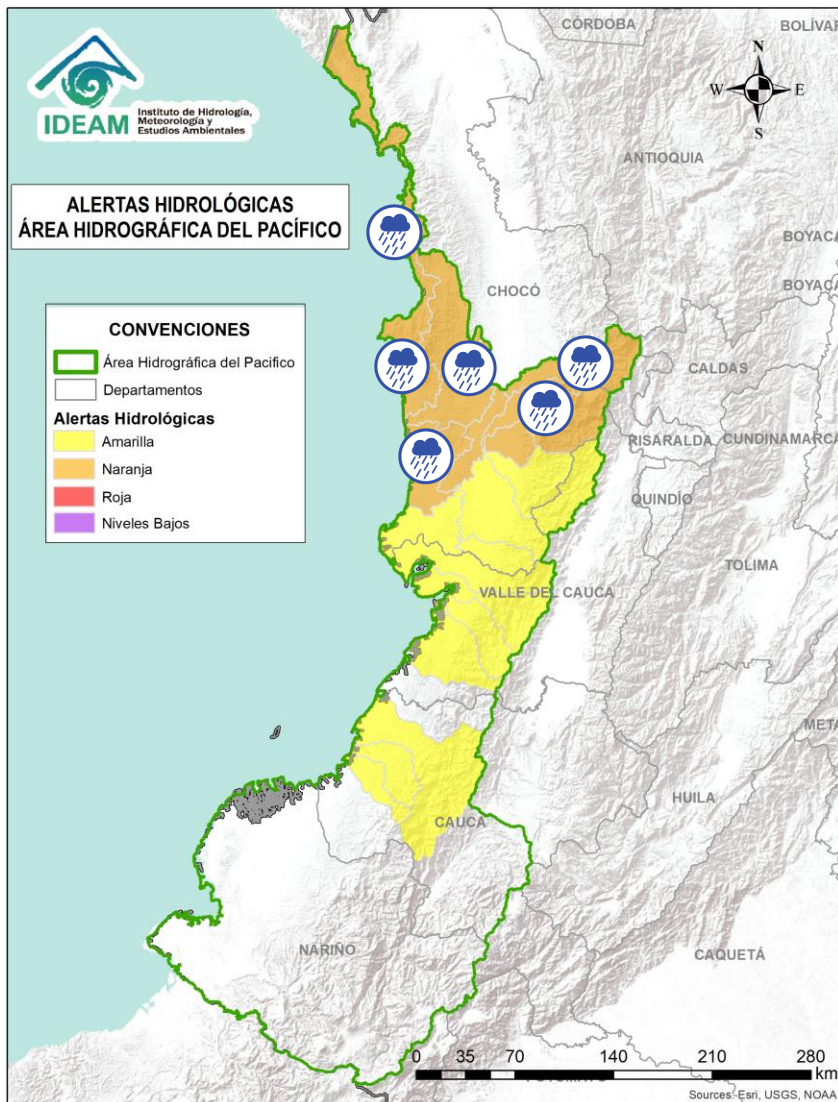 CÓRDOBA
BOLÍVAR
IDEAM
Instituto de Hidrología,
Meteorología y
Estudios Ambientales
N
W
E
S
ANTIOQUIA
ALERTAS HIDROLÓGICAS
ÁREA HIDROGRÁFICA DEL PACÍFICO
BOYACÁ
BOYACÁ
CHOCÓ
CONVENCIONES
Área Hidrográfica del Pacifico
Departamentos
Alertas Hidrológicas
Amarilla
Naranja
Roja
Niveles Bajos
CALDAS
RISARALDA
CUNDINAMARCA
QUINDÍO
TOLIMA
VALLE DEL CAUCA
META
HUILA
CAUCA
NARIÑO
CAQUETÁ
0 35 70 140 210 280
km
Sources: Esri, USGS, NOAA